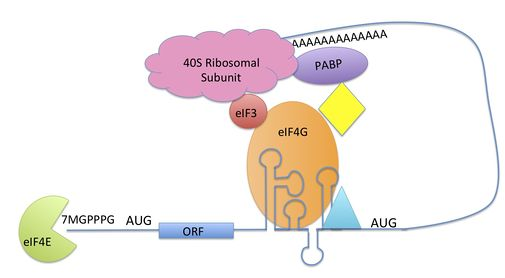 AAAAAAAAAAAAA
40S Ribosomal
Subunit
PABP
eIF3
eIF4G
7MGPPPG
AUG
AUG
ORF
eIF4E